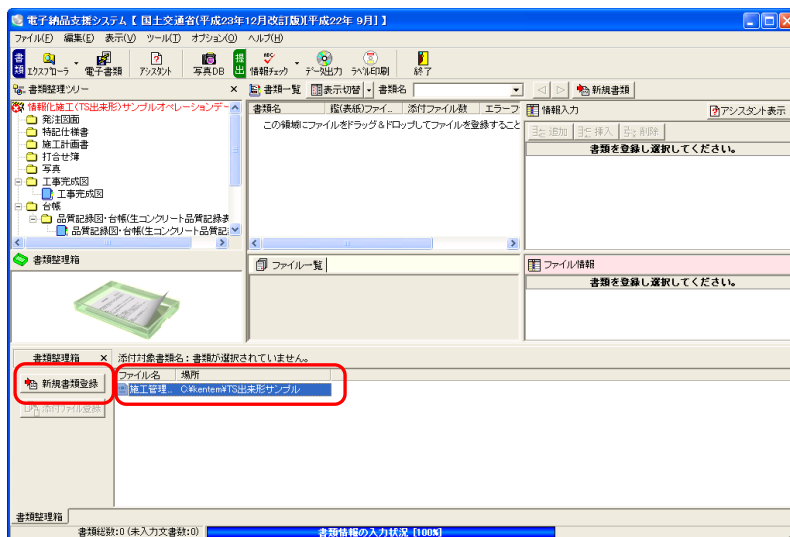 電子納品支援システム【 国土交通省(平成23年12月改訂版)[平成22年 9月] 】
ファイル(F) 編集(E) 表示(V) ツール(T) オプション(O) ヘルプ(H)
書類 エクスプローラ 電子書類 アシスタント 写真DB 提出 情報チェック データ出力 ラベル印刷 終了
書類整理ツリー × 書類一覧 表示切替 書類名 新規書類
情報化施工(TS出来形)サンプルオペレーションデー
発注図面
特記仕様書
施工計画書
打合せ簿
写真
工事完成図
工事完成図
台帳
品質記録図・台帳(生コンクリート品質記録ま
品質記録図・台帳(生コンクリート品質記
書類名 鑑(表紙)ファイ.. 添付ファイル数 エラーフ
この領域にファイルをドラッグ&ドロップしてファイルを登録すること
情報入力 アシスタント表示
追加 挿入 削除
書類を登録し選択してください。
書類整理箱
ファイル一覧
ファイル情報
書類を登録し選択してください。
書類整理箱 × 添付対象書類名:書類が選択されていません。
新規書類登録
添付ファイル登録
ファイル名 場所
施工管理... C:¥kentem¥TS出来形サンプル
書類整理箱
書類総数:0 (未入力文書数:0) 書類情報の入力状況 [100%]